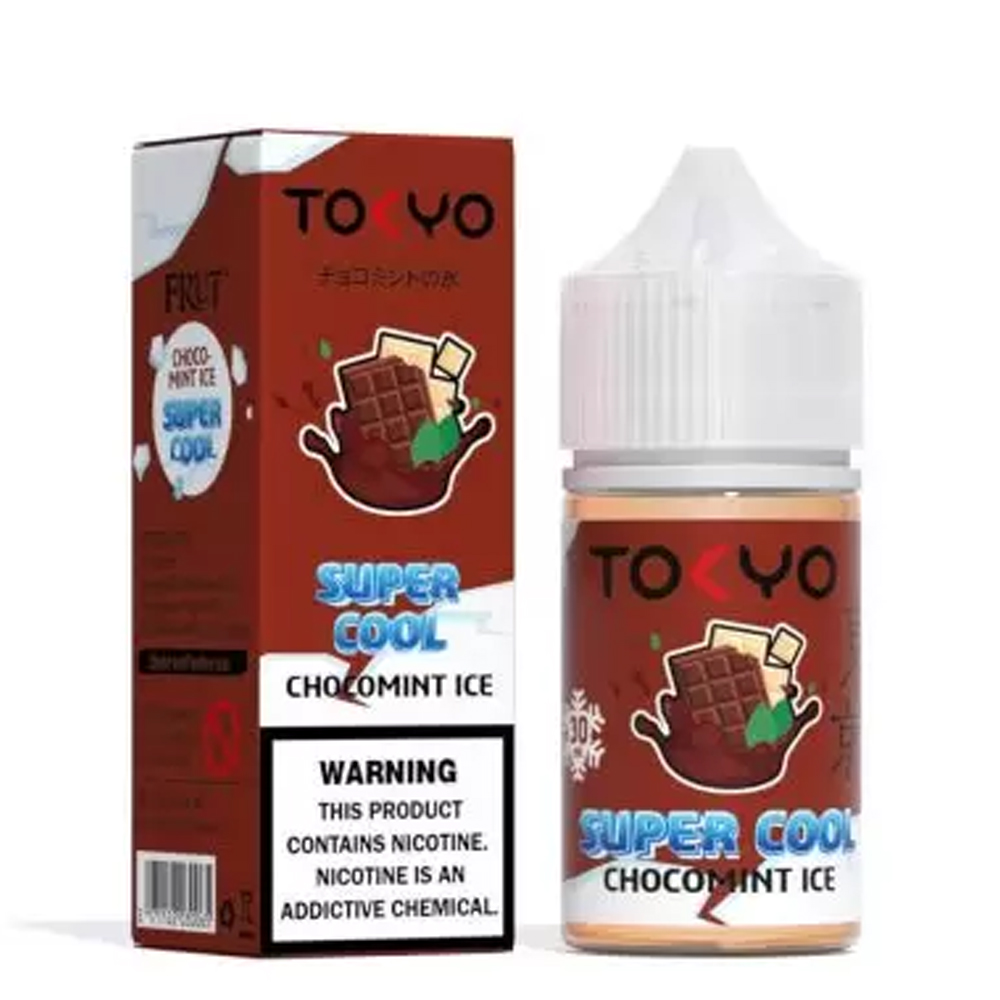 TOKYO
チョコミントの氷
SUPER
COOL
CHOCOMINT ICE
WARNING
THIS PRODUCT
CONTAINS NICOTINE.
NICOTINE IS AN
ADDICTIVE CHEMICAL.
FRUIT
CHOCO-
MINT ICE
SUPER
COOL
TOKYO
30
SUPER COOL
CHOCOMINT ICE